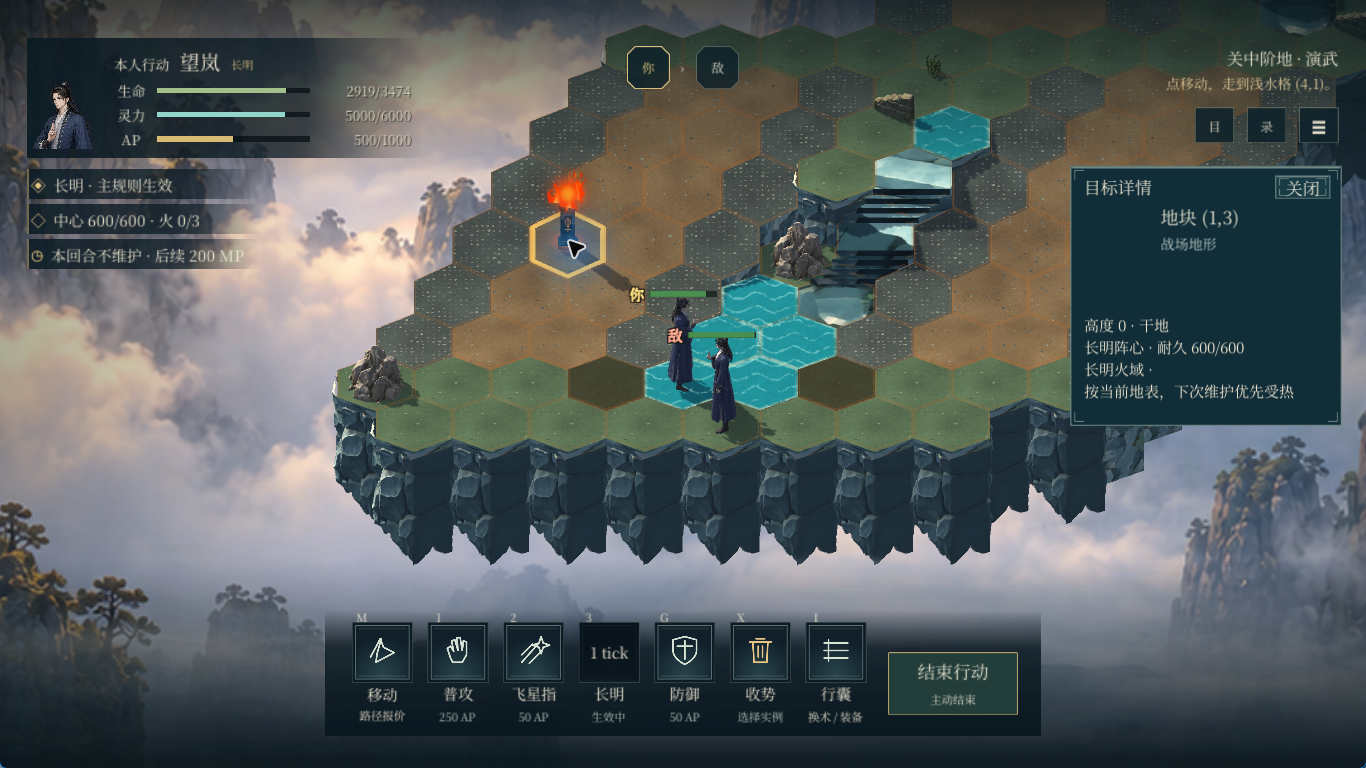 本人行动 望岚 长明
生命 2919/3474
灵力 5000/6000
AP 500/1000
长明 · 主规则生效
中心 600/600 · 火 0/3
本回合不维护 · 后续 200 MP
你 › 敌
关中阶地 · 演武
点移动，走到浅水格 (4,1)。
目 录
目标详情 关闭
地块 (1,3)
战场地形
高度 0 · 干地
长明阵心 · 耐久 600/600
长明火域 ·
按当前地表，下次维护优先受热
你
敌
M 1 2 3 G X I
1 tick
移动 普攻 飞星指 长明 防御 收势 行囊
路径报价 250 AP 50 AP 生效中 50 AP 选择实例 换术 / 装备
结束行动
主动结束